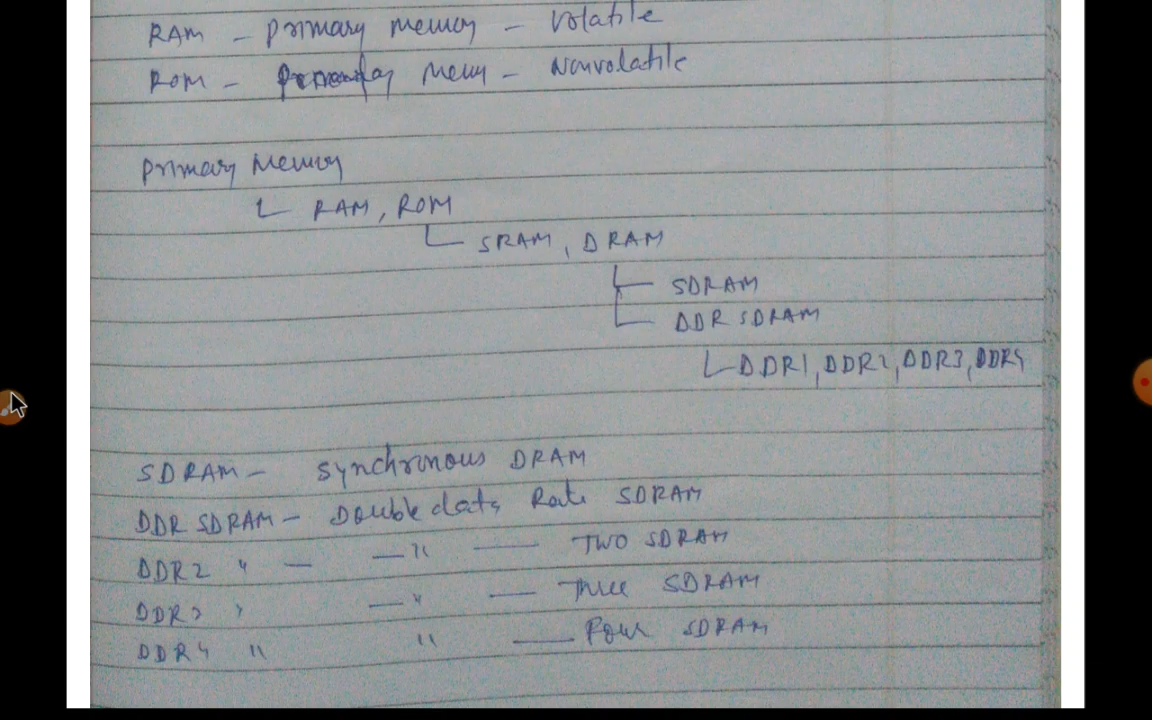 RAM - Primary Memory - Volatile
ROM - Memy - Nonvolatile
Primary Memory
RAM, ROM
SRAM, DRAM
SDRAM
DDR SDRAM
DDR1, DDR2, DDR3, DDR4
SDRAM - Synchronous DRAM
DDR SDRAM - Double data Rate SDRAM
DDR2 " — — " — TWO SDRAM
DDR3 " — " — Three SDRAM
DDR4 " " — Four SDRAM